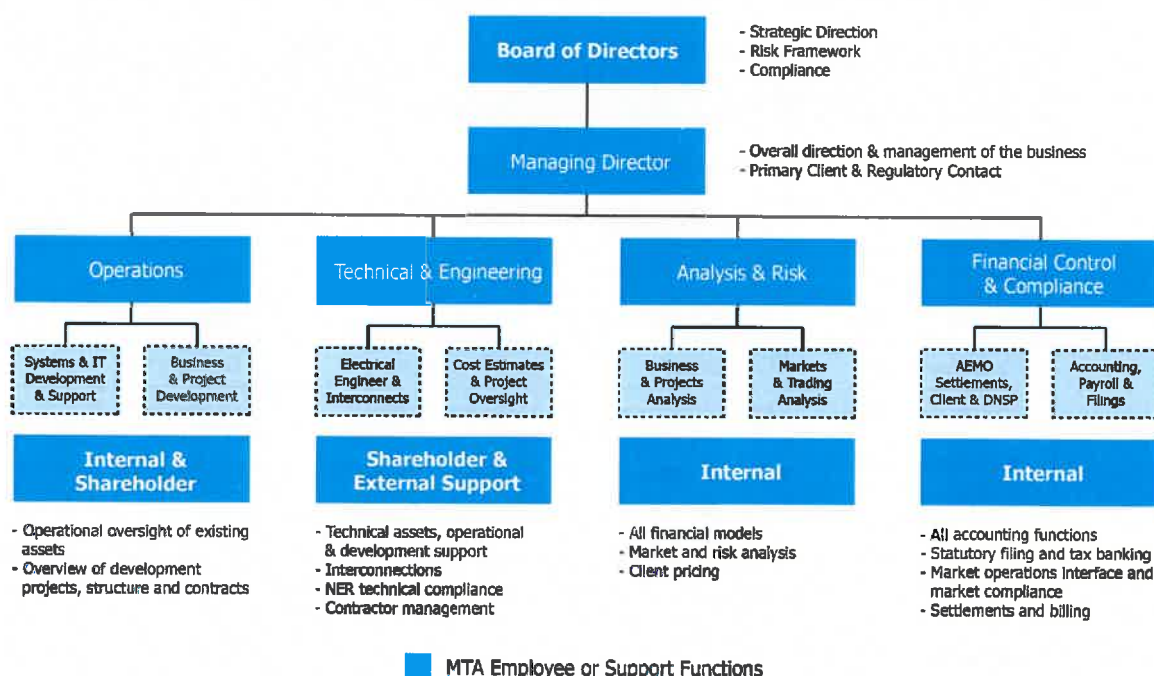 Board of Directors
- Strategic Direction
- Risk Framework
- Compliance
Managing Director
- Overall direction & management of the business
- Primary Client & Regulatory Contact
Operations
Technical & Engineering
Analysis & Risk
Financial Control
& Compliance
Systems & IT
Development
& Support
Business
& Project
Development
Electrical
Engineer &
Interconnects
Cost Estimates
& Project
Oversight
Business
& Projects
Analysis
Markets
& Trading
Analysis
AEMO
Settlements,
Client & DNSP
Accounting,
Payroll &
Filings
Internal &
Shareholder
Shareholder &
External Support
Internal
Internal
- Operational oversight of existing
assets
- Overview of development
projects, structure and contracts
- Technical assets, operational
& development support
- Interconnections
- NER technical compliance
- Contractor management
- All financial models
- Market and risk analysis
- Client pricing
- All accounting functions
- Statutory filing and tax banking
- Market operations interface and
market compliance
- Settlements and billing
MTA Employee or Support Functions